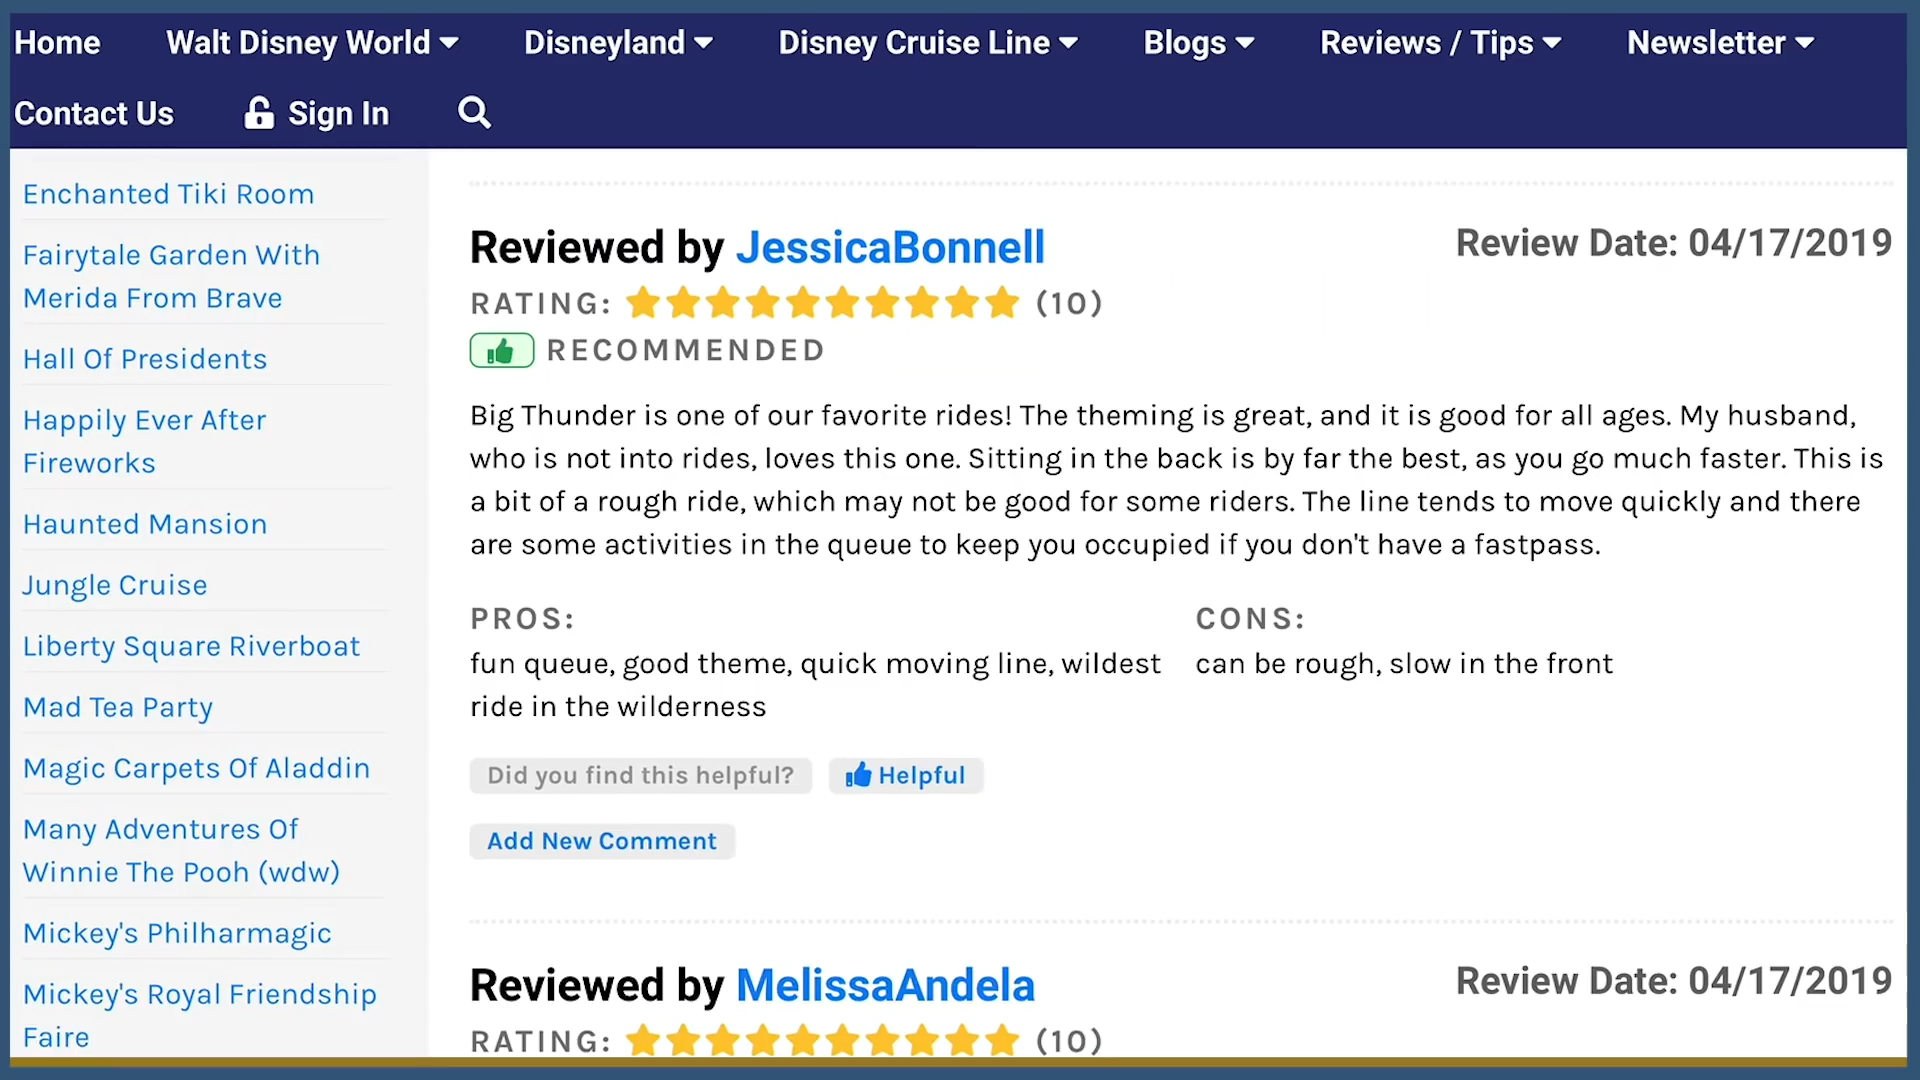 Home Walt Disney World Disneyland Disney Cruise Line Blogs Reviews / Tips Newsletter
Contact Us Sign In
Enchanted Tiki Room
Fairytale Garden With
Merida From Brave
Hall Of Presidents
Happily Ever After
Fireworks
Haunted Mansion
Jungle Cruise
Liberty Square Riverboat
Mad Tea Party
Magic Carpets Of Aladdin
Many Adventures Of
Winnie The Pooh (wdw)
Mickey's Philharmagic
Mickey's Royal Friendship
Faire
Reviewed by JessicaBonnell Review Date: 04/17/2019
RATING: (10)
RECOMMENDED
Big Thunder is one of our favorite rides! The theming is great, and it is good for all ages. My husband,
who is not into rides, loves this one. Sitting in the back is by far the best, as you go much faster. This is
a bit of a rough ride, which may not be good for some riders. The line tends to move quickly and there
are some activities in the queue to keep you occupied if you don't have a fastpass.
PROS:
fun queue, good theme, quick moving line, wildest
ride in the wilderness
CONS:
can be rough, slow in the front
Did you find this helpful? Helpful
Add New Comment
Reviewed by MelissaAndela Review Date: 04/17/2019
RATING: (10)